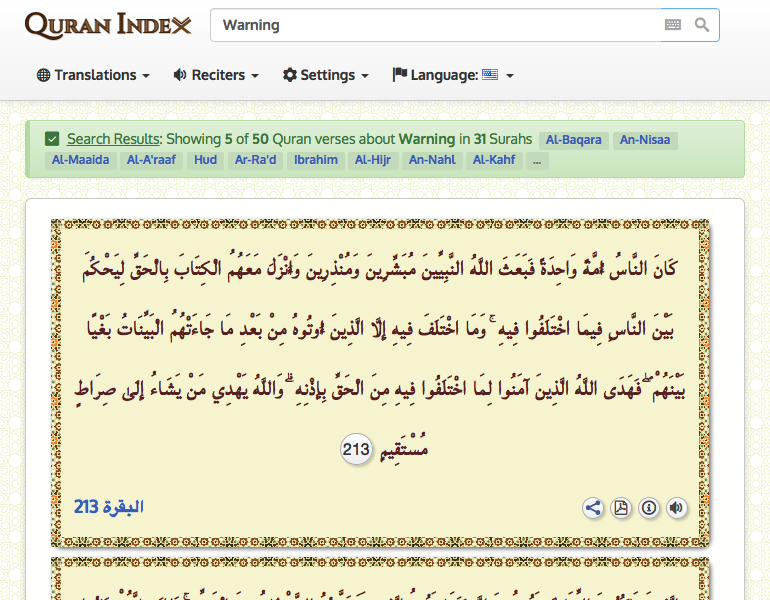 QURAN INDEX
Warning
Translations
Reciters
Settings
Language:
Search Results: Showing 5 of 50 Quran verses about Warning in 31 Surahs Al-Baqara An-Nisaa
Al-Maaida Al-A'raaf Hud Ar-Ra'd Ibrahim Al-Hijr An-Nahl Al-Kahf ...
كَانَ النَّاسُ أُمَّةً وَاحِدَةً فَبَعَثَ اللَّهُ النَّبِيِّينَ مُبَشِّرِينَ وَمُنْذِرِينَ وَأَنْزَلَ مَعَهُمُ الْكِتَابَ بِالْحَقِّ لِيَحْكُمَ
بَيْنَ النَّاسِ فِيمَا اخْتَلَفُوا فِيهِ ۚ وَمَا اخْتَلَفَ فِيهِ إِلَّا الَّذِينَ أُوتُوهُ مِنْ بَعْدِ مَا جَاءَتْهُمُ الْبَيِّنَاتُ بَغْيًا
بَيْنَهُمْ ۖ فَهَدَى اللَّهُ الَّذِينَ آمَنُوا لِمَا اخْتَلَفُوا فِيهِ مِنَ الْحَقِّ بِإِذْنِهِ ۗ وَاللَّهُ يَهْدِي مَنْ يَشَاءُ إِلَىٰ صِرَاطٍ
مُسْتَقِيمٍ 213
البقرة 213